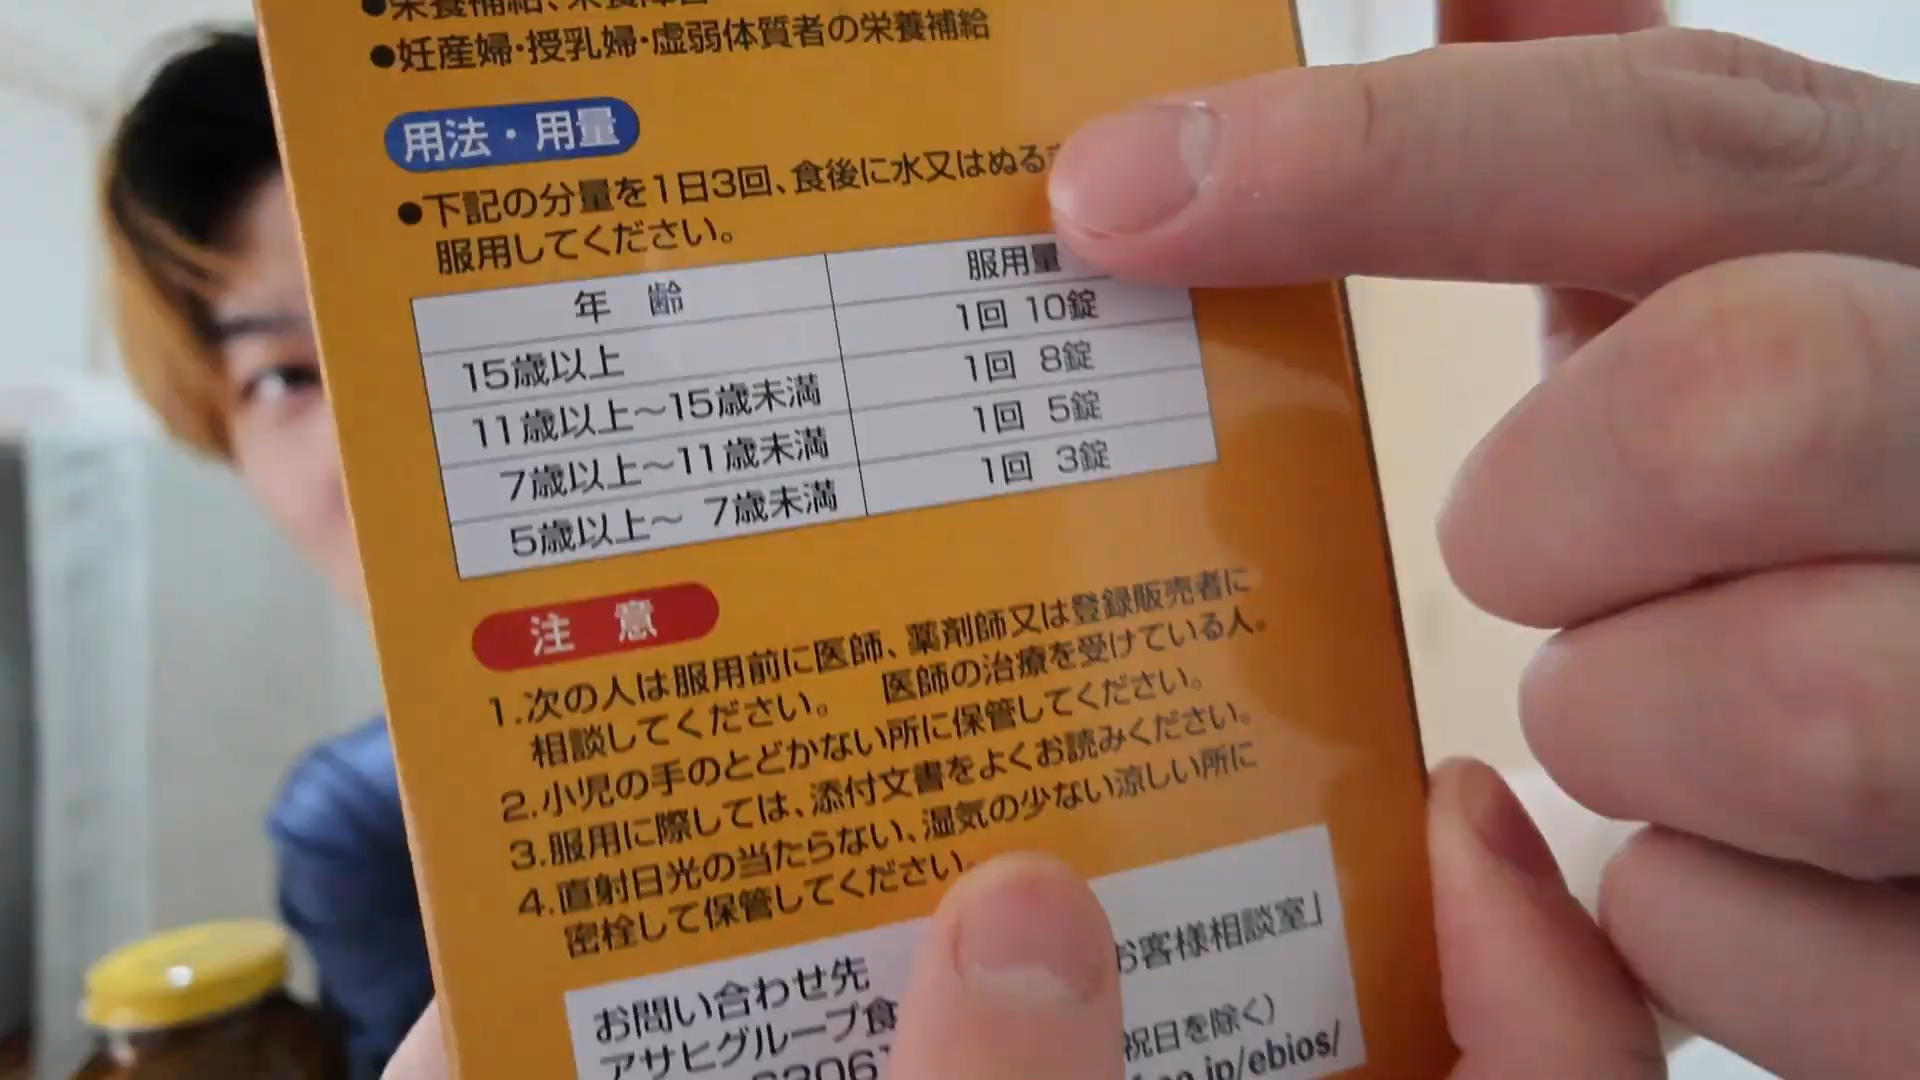 ●栄養補給、栄養障害
●妊産婦・授乳婦・虚弱体質者の栄養補給
用法・用量
●下記の分量を1日3回、食後に水又はぬる
服用してください。
年 齢 服用量
15歳以上 1回 10錠
11歳以上〜15歳未満 1回 8錠
7歳以上〜11歳未満 1回 5錠
5歳以上〜 7歳未満 1回 3錠
注 意
1.次の人は服用前に医師、薬剤師又は登録販売者に
相談してください。 医師の治療を受けている人。
2.小児の手のとどかない所に保管してください。
3.服用に際しては、添付文書をよくお読みください。
4.直射日光の当たらない、湿気の少ない涼しい所に
密栓して保管してください。
お問い合わせ先
アサヒグループ食 お客様相談室」
祝日を除く)
.jp/ebios/